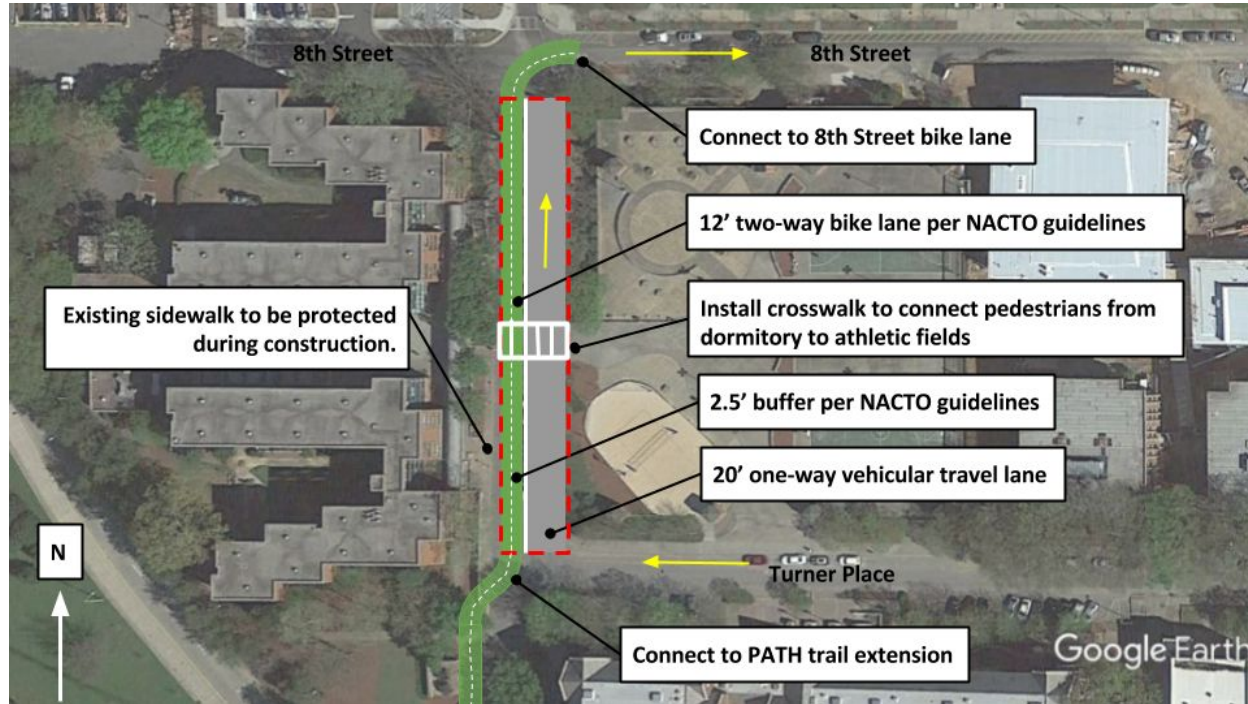 8th Street
8th Street
Connect to 8th Street bike lane
12’ two-way bike lane per NACTO guidelines
Install crosswalk to connect pedestrians from
dormitory to athletic fields
Existing sidewalk to be protected
during construction.
2.5’ buffer per NACTO guidelines
20’ one-way vehicular travel lane
N
Turner Place
Connect to PATH trail extension
Google Earth